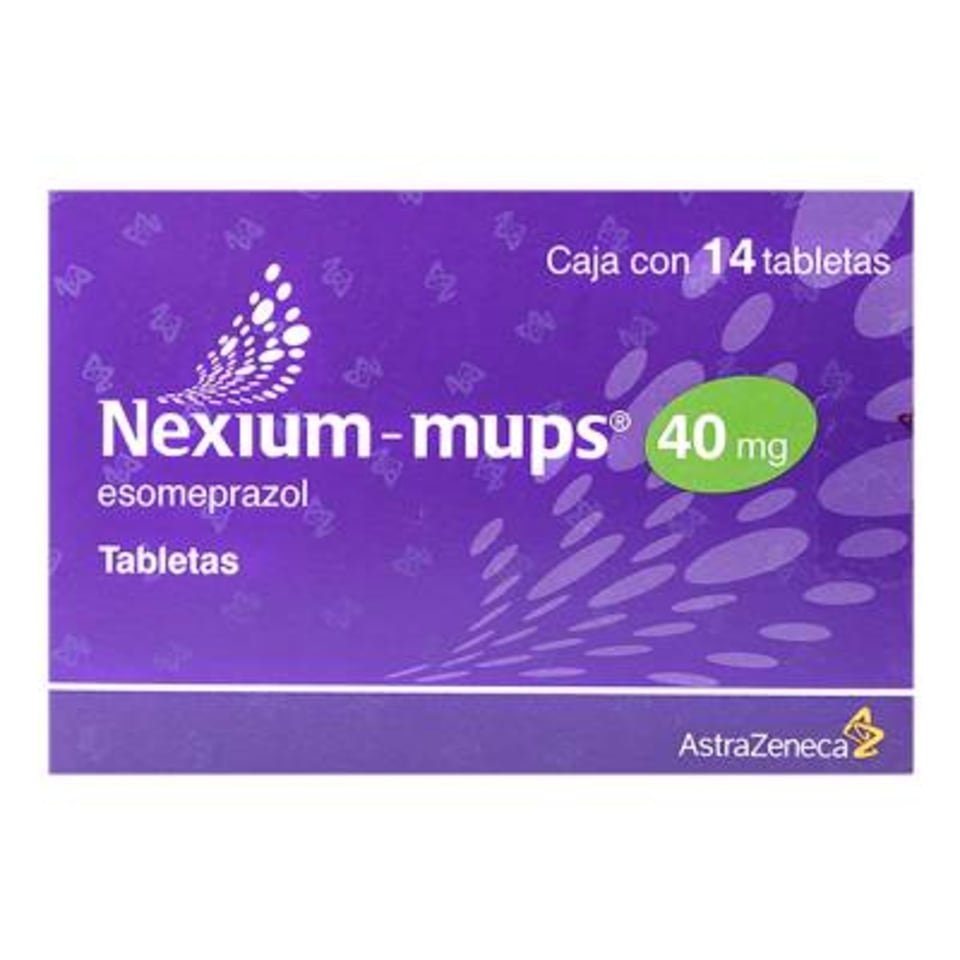 Caja con 14 tabletas
Nexium-mups® 40 mg
esomeprazol
Tabletas
AstraZeneca